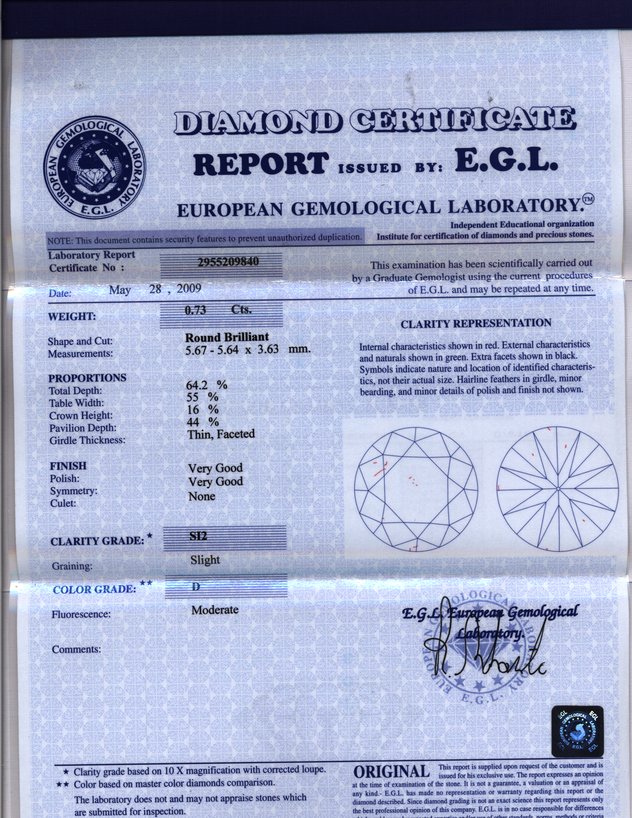 DIAMOND CERTIFICATE
REPORT ISSUED BY: E.G.L.
EUROPEAN GEMOLOGICAL LABORATORY.™
EUROPEAN GEMOLOGICAL LABORATORY
E.G.L.
Independent Educational organization
Institute for certification of diamonds and precious stones.
NOTE: This document contains security features to prevent unauthorized duplication.
Laboratory Report
Certificate No : 2955209840
Date: May 28 , 2009
WEIGHT: 0.73 Cts.
Shape and Cut: Round Brilliant
Measurements: 5.67 - 5.64 x 3.63 mm.
PROPORTIONS
Total Depth: 64.2 %
Table Width: 55 %
Crown Height: 16 %
Pavilion Depth: 44 %
Girdle Thickness: Thin, Faceted
FINISH
Polish: Very Good
Symmetry: Very Good
Culet: None
CLARITY GRADE: ★ SI2
Graining: Slight
COLOR GRADE: ★★ D
Fluorescence: Moderate
Comments:
This examination has been scientifically carried out
by a Graduate Gemologist using the current procedures
of E.G.L. and may be repeated at any time.
CLARITY REPRESENTATION
Internal characteristics shown in red. External characteristics
and naturals shown in green. Extra facets shown in black.
Symbols indicate nature and location of identified characteris-
tics, not their actual size. Hairline feathers in girdle, minor
bearding, and minor details of polish and finish not shown.
E.G.L. European Gemological
Laboratory.
EUROPEAN GEMOLOGICAL LABORATORY
E.G.L.
EGL
EGL
★ Clarity grade based on 10 X magnification with corrected loupe.
★★ Color based on master color diamonds comparison.
The laboratory does not and may not appraise stones which
are submitted for inspection.
ORIGINAL This report is supplied upon request of the customer and is
issued for his exclusive use. The report expresses an opinion
at the time of examination of the stone. It is not a guarantee, a valuation or an appraisal of
any kind.- E.G.L. has made no representation or warranty regarding this report or the
diamond described. Since diamond grading is not an exact science this report represents only
the best professional opinion of this company. E.G.L. is in no case responsible for differences